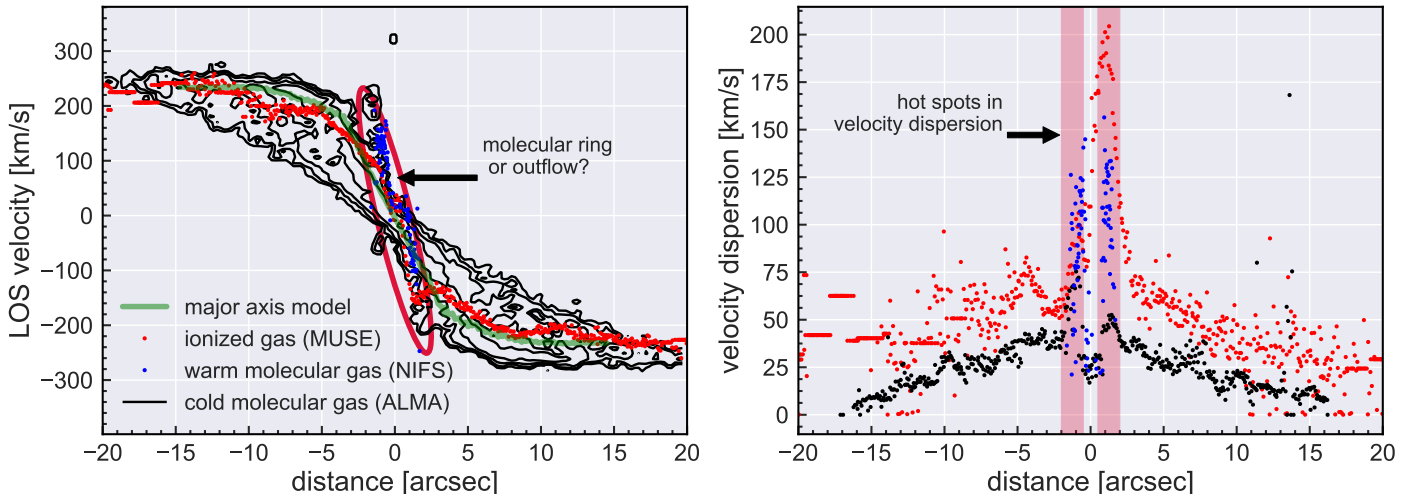 300
200
100
0
−100
−200
−300
LOS velocity [km/s]
molecular ring
or outflow?
major axis model
ionized gas (MUSE)
warm molecular gas (NIFS)
cold molecular gas (ALMA)
−20 −15 −10 −5 0 5 10 15 20
distance [arcsec]
200
175
150
125
100
75
50
25
0
velocity dispersion [km/s]
hot spots in
velocity dispersion
−20 −15 −10 −5 0 5 10 15 20
distance [arcsec]